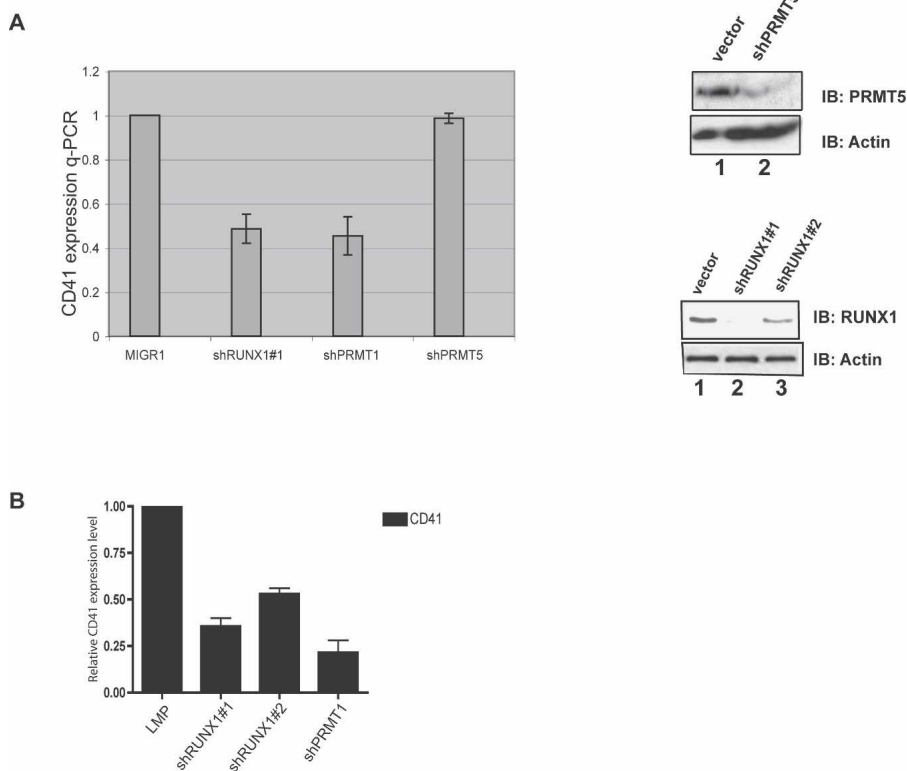 A
CD41 expression q-PCR
1.2
1
0.8
0.6
0.4
0.2
0
MIGR1 shRUNX1#1 shPRMT1 shPRMT5
vector shPRMT5
IB: PRMT5
IB: Actin
1 2
vector shRUNX1#1 shRUNX1#2
IB: RUNX1
IB: Actin
1 2 3
B
Relative CD41 expression level
1.00
0.75
0.50
0.25
0.00
CD41
LMP shRUNX1#1 shRUNX1#2 shPRMT1